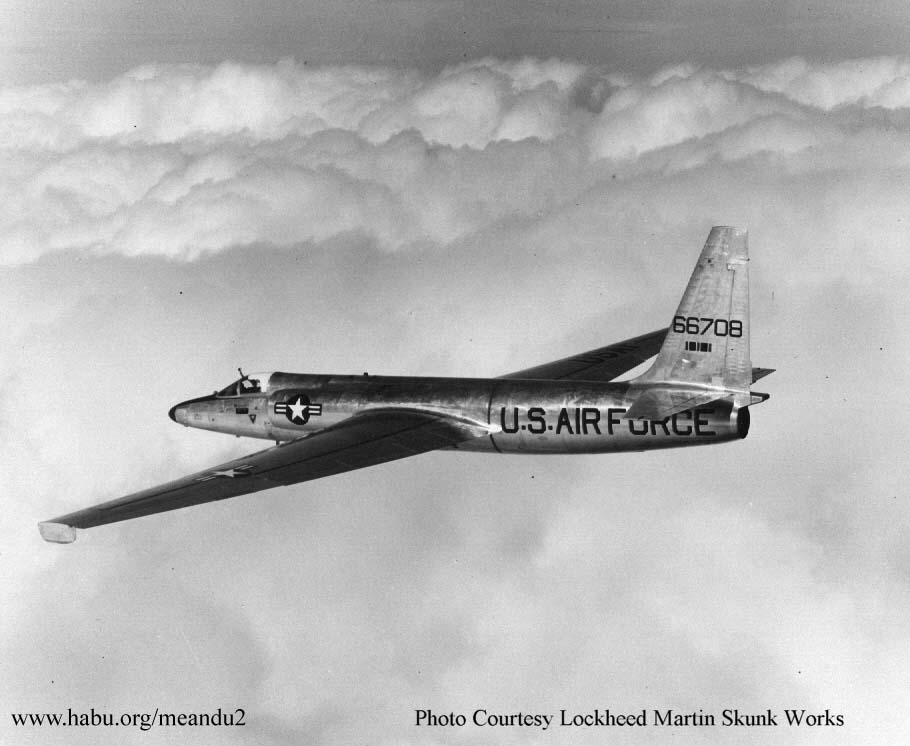 66708
U.S. AIR FORCE
www.habu.org/meandu2
Photo Courtesy Lockheed Martin Skunk Works